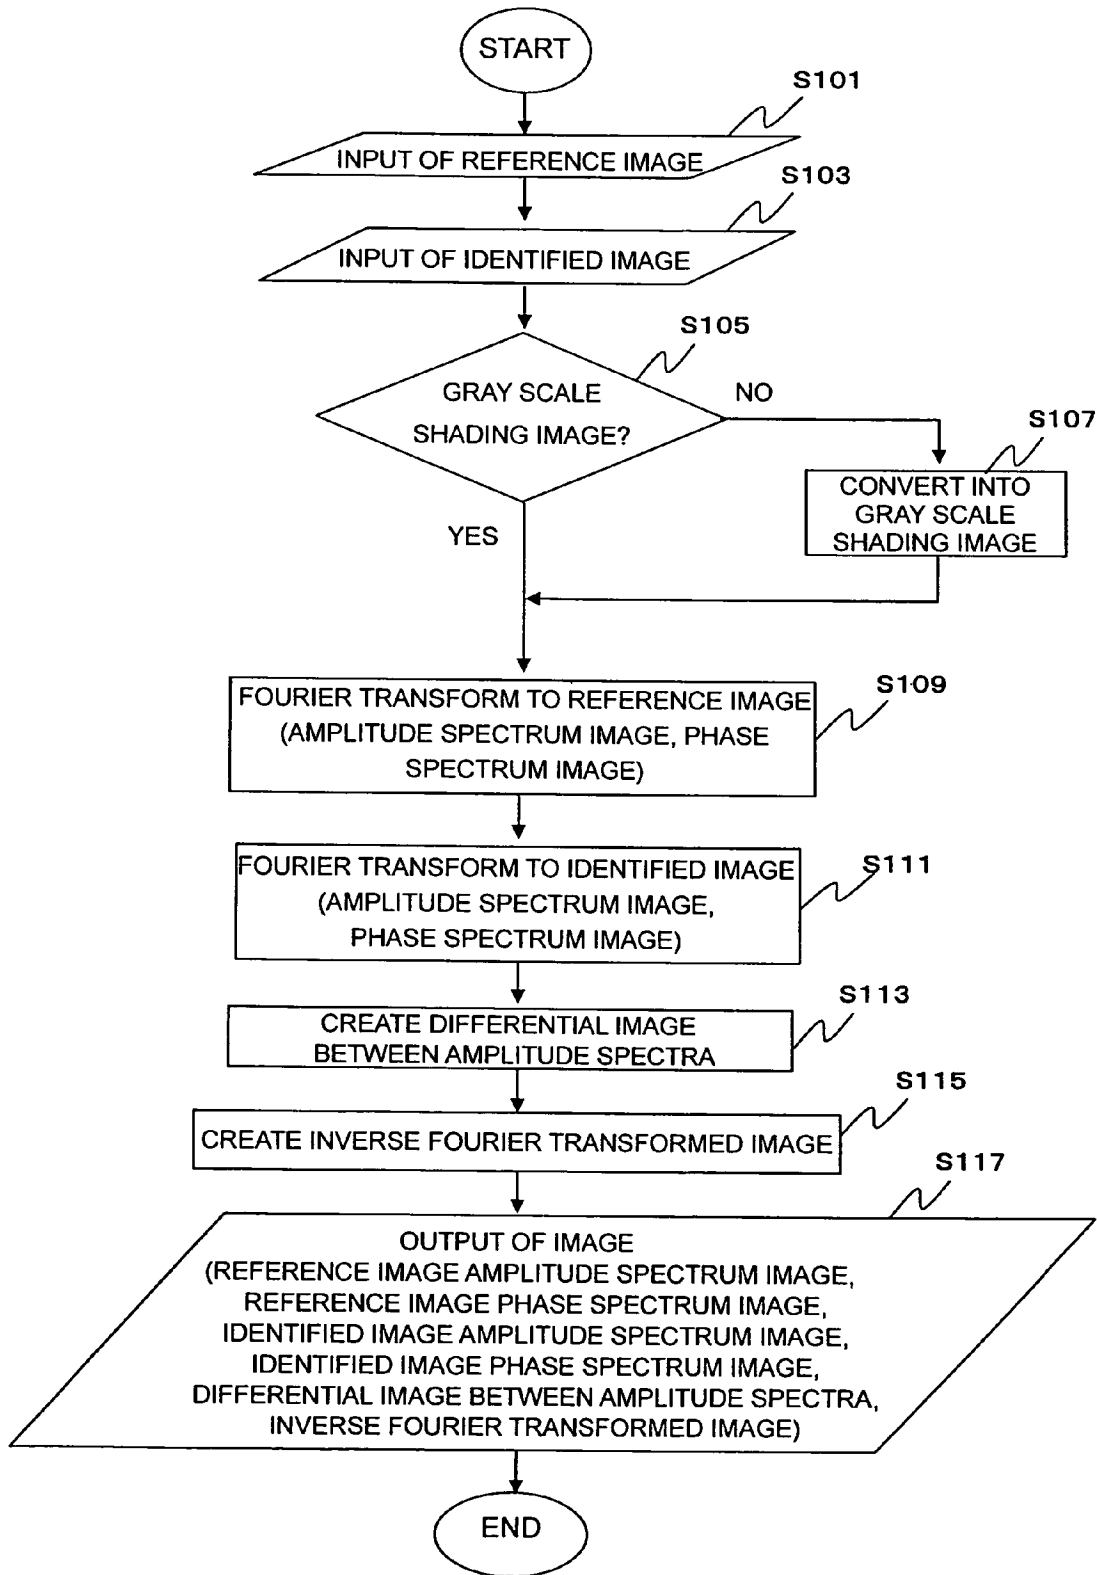 START
S101
INPUT OF REFERENCE IMAGE
S103
INPUT OF IDENTIFIED IMAGE
S105
GRAY SCALE
SHADING IMAGE?
NO
S107
CONVERT INTO
GRAY SCALE
SHADING IMAGE
YES
S109
FOURIER TRANSFORM TO REFERENCE IMAGE
(AMPLITUDE SPECTRUM IMAGE, PHASE
SPECTRUM IMAGE)
S111
FOURIER TRANSFORM TO IDENTIFIED IMAGE
(AMPLITUDE SPECTRUM IMAGE,
PHASE SPECTRUM IMAGE)
S113
CREATE DIFFERENTIAL IMAGE
BETWEEN AMPLITUDE SPECTRA
S115
CREATE INVERSE FOURIER TRANSFORMED IMAGE
S117
OUTPUT OF IMAGE
(REFERENCE IMAGE AMPLITUDE SPECTRUM IMAGE,
REFERENCE IMAGE PHASE SPECTRUM IMAGE,
IDENTIFIED IMAGE AMPLITUDE SPECTRUM IMAGE,
IDENTIFIED IMAGE PHASE SPECTRUM IMAGE,
DIFFERENTIAL IMAGE BETWEEN AMPLITUDE SPECTRA,
INVERSE FOURIER TRANSFORMED IMAGE)
END